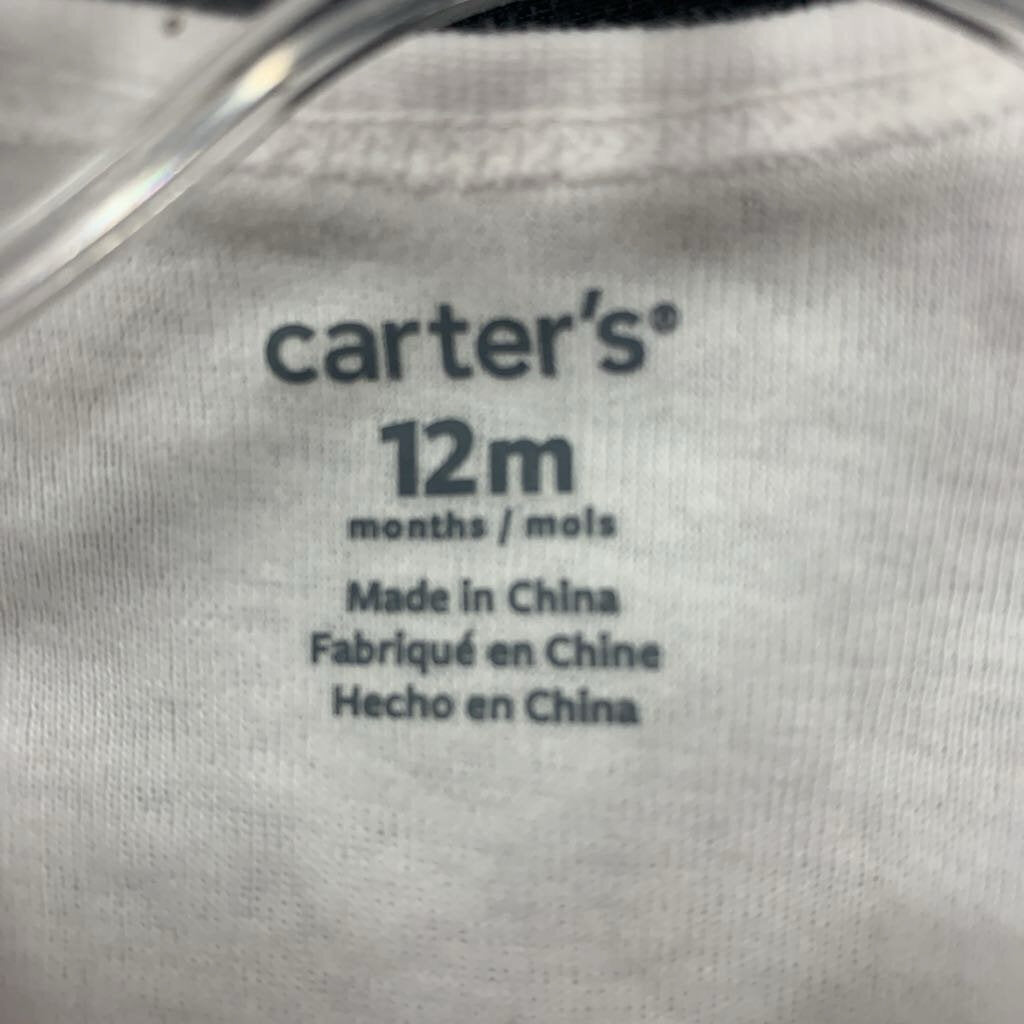 carter's®
12m
months / mois
Made in China
Fabriqué en Chine
Hecho en China